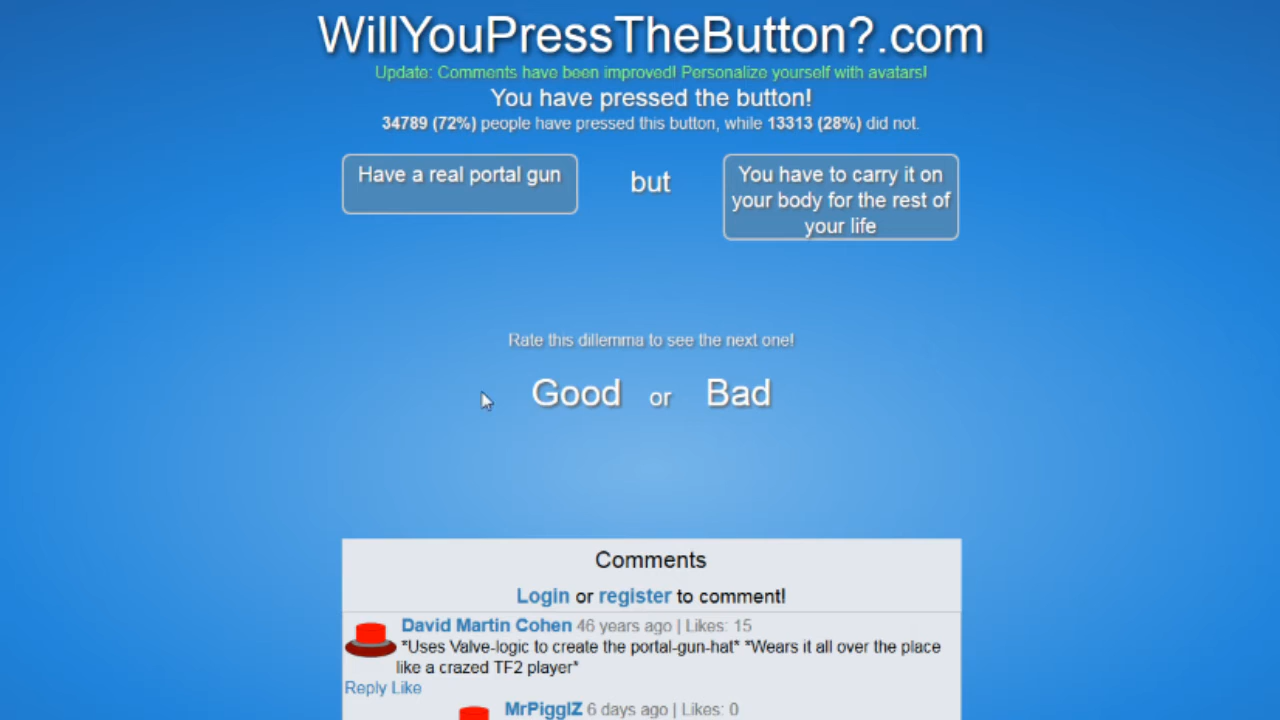 WillYouPressTheButton?.com
Update: Comments have been improved! Personalize yourself with avatars!
You have pressed the button!
34789 (72%) people have pressed this button, while 13313 (28%) did not.
Have a real portal gun
but
You have to carry it on
your body for the rest of
your life
Rate this dillemma to see the next one!
Good or Bad
Comments
Login or register to comment!
David Martin Cohen 46 years ago | Likes: 15
*Uses Valve-logic to create the portal-gun-hat* *Wears it all over the place
like a crazed TF2 player*
Reply Like
MrPigglZ 6 days ago | Likes: 0